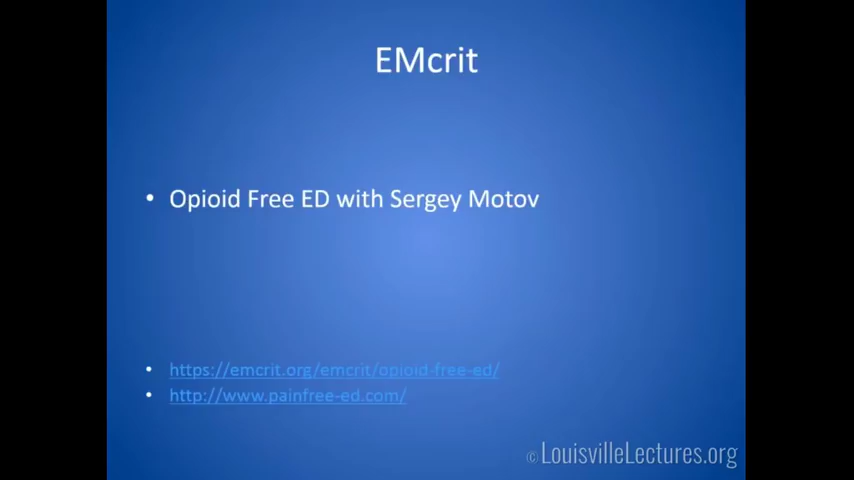 EMcrit
• Opioid Free ED with Sergey Motov
• https://emcrit.org/emcrit/opioid-free-ed/
• http://www.painfree-ed.com/
© LouisvilleLectures.org